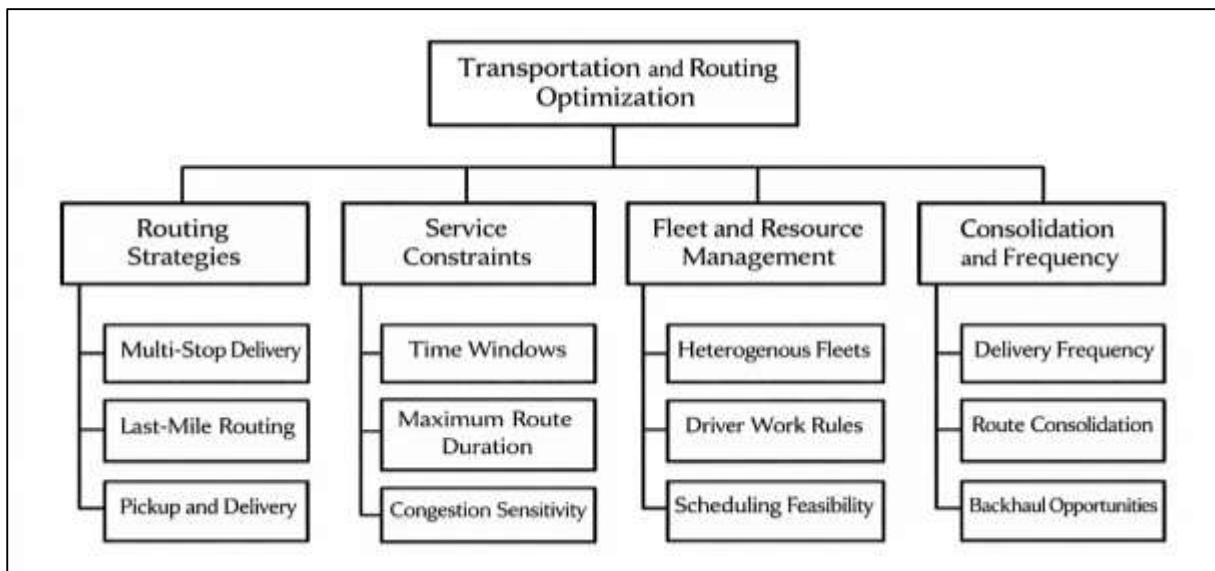 Transportation and Routing
Optimization
Routing
Strategies
Service
Constraints
Fleet and Resource
Management
Consolidation
and Frequency
Multi-Stop Delivery
Last-Mile Routing
Pickup and Delivery
Time Windows
Maximum Route
Duration
Congestion Sensitivity
Heterogenous Fleets
Driver Work Rules
Scheduling Feasibility
Delivery Frequency
Route Consolidation
Backhaul Opportunities